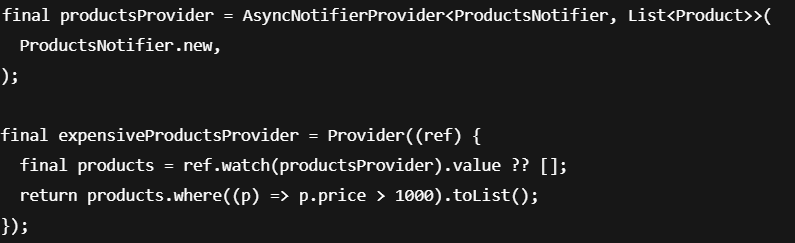 final productsProvider = AsyncNotifierProvider<ProductsNotifier, List<Product>>(
  ProductsNotifier.new,
);

final expensiveProductsProvider = Provider((ref) {
  final products = ref.watch(productsProvider).value ?? [];
  return products.where((p) => p.price > 1000).toList();
});